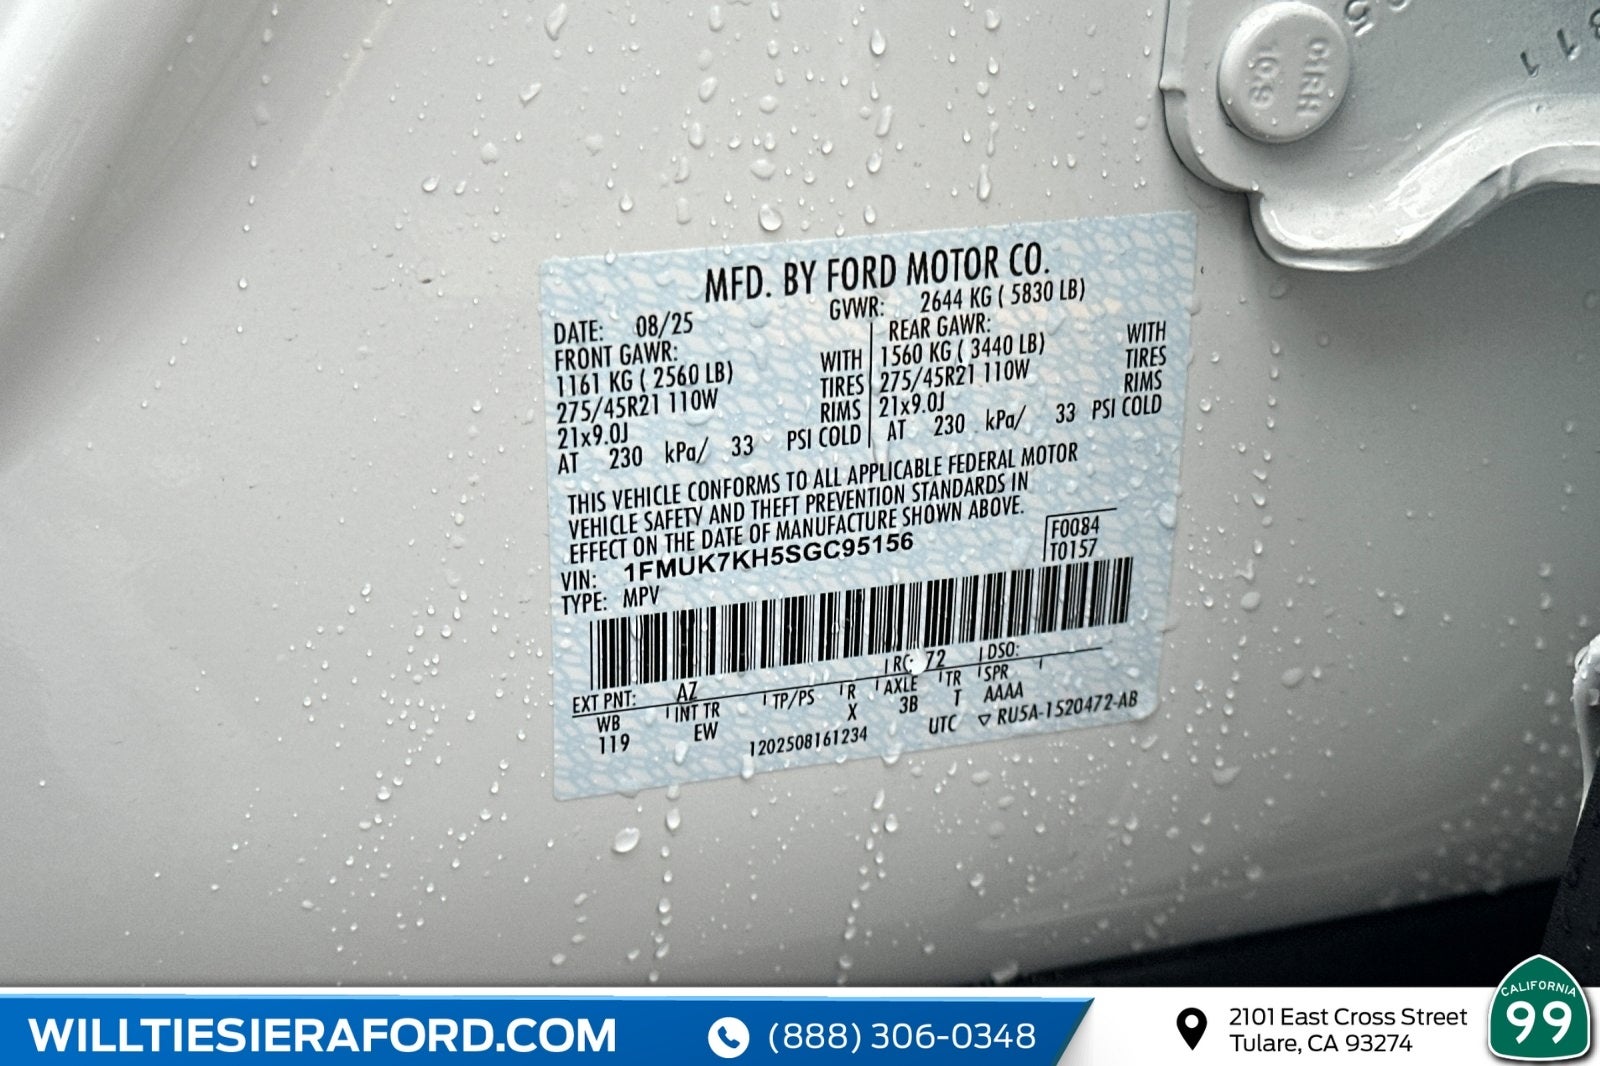 01RH
109
5
311
MFD. BY FORD MOTOR CO.
DATE: 08/25 GVWR: 2644 KG ( 5830 LB)
FRONT GAWR: REAR GAWR:
1161 KG ( 2560 LB) WITH 1560 KG ( 3440 LB) WITH
275/45R21 110W TIRES 275/45R21 110W TIRES
21x9.0J RIMS 21x9.0J RIMS
AT 230 kPa/ 33 PSI COLD AT 230 kPa/ 33 PSI COLD
THIS VEHICLE CONFORMS TO ALL APPLICABLE FEDERAL MOTOR
VEHICLE SAFETY AND THEFT PREVENTION STANDARDS IN
EFFECT ON THE DATE OF MANUFACTURE SHOWN ABOVE.
VIN: 1FMUK7KH5SGC95156 F0084
TYPE: MPV T0157
EXT PNT: AZ RC: 72 DSO:
WB INT TR TP/PS R AXLE TR SPR
119 EW X 3B T AAAA
1202508161234 UTC ▽ RU5A-1520472-AB
WILLTIESIERAFORD.COM
(888) 306-0348
2101 East Cross Street
Tulare, CA 93274
CALIFORNIA
99